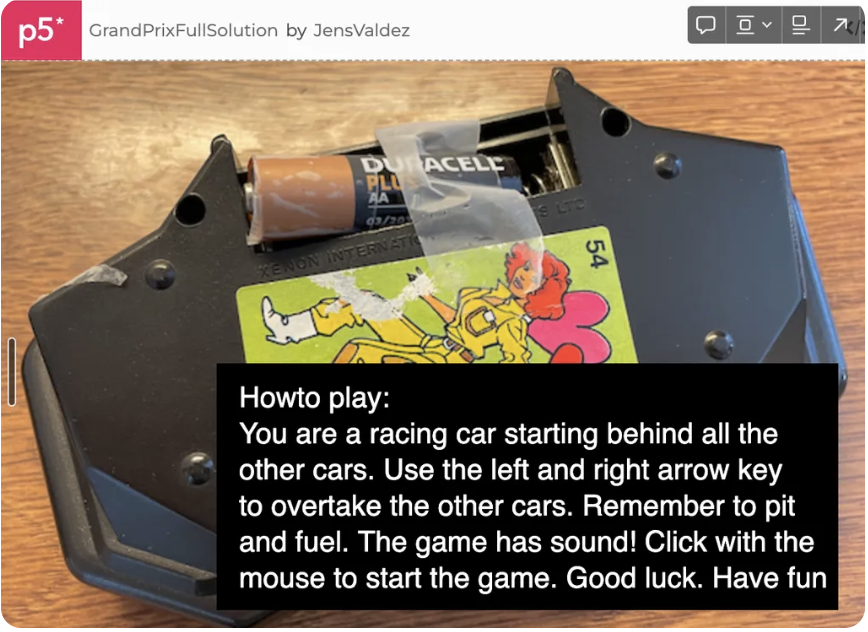 p5* GrandPrixFullSolution by JensValdez
DURACELL
PLUS
AA
XENON INTERNATIO
S LTD
54
Howto play:
You are a racing car starting behind all the
other cars. Use the left and right arrow key
to overtake the other cars. Remember to pit
and fuel. The game has sound! Click with the
mouse to start the game. Good luck. Have fun